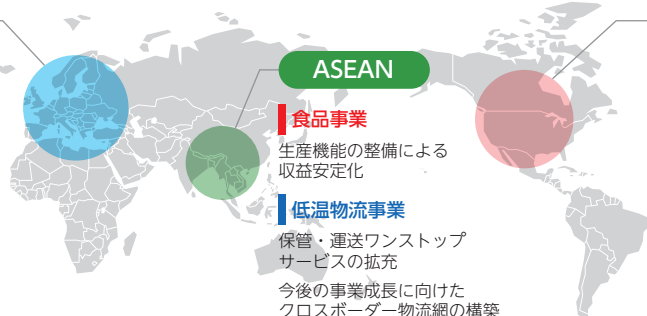 ASEAN
食品事業
生産機能の整備による
収益安定化
低温物流事業
保管・運送ワンストップ
サービスの拡充
今後の事業成長に向けた
クロスボーダー物流網の構築